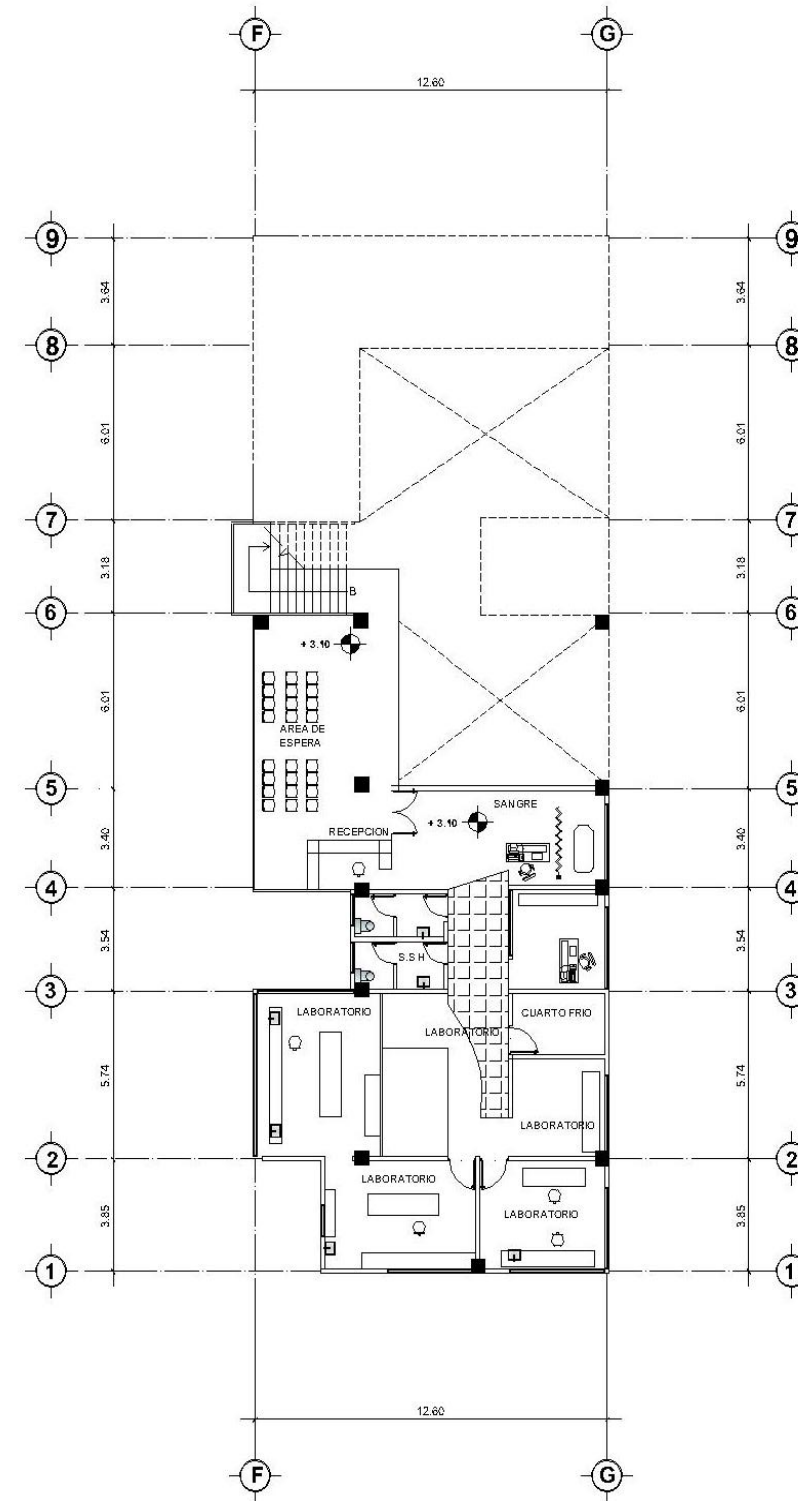 F G
12.60
9 9
3.64 3.64
8 8
6.01 6.01
7 7
3.18 3.18
B
6 6
+ 3.10
6.01 6.01
AREA DE
ESPERA
5 5
SANGRE
3.40 3.40
RECEPCION + 3.10
4 4
3.54 3.54
S.S H
3 3
LABORATORIO CUARTO FRIO
LABORATORIO
5.74 5.74
LABORATORIO
2 2
LABORATORIO
3.85 3.85
LABORATORIO
1 1
12.60
F G